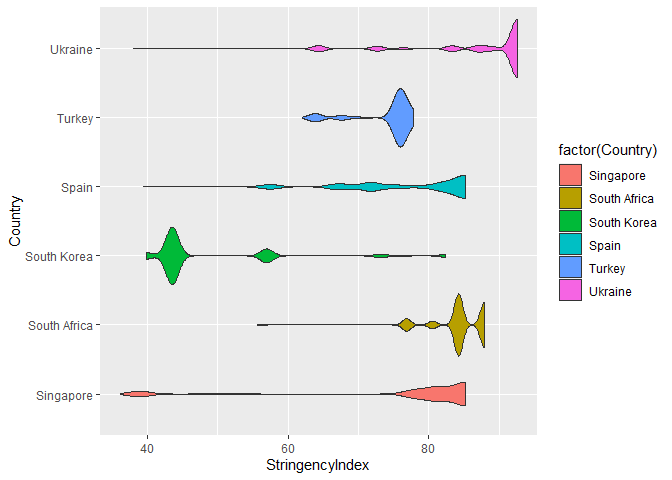 Ukraine
Turkey
Spain
South Korea
South Africa
Singapore
Country
40
60
80
StringencyIndex
factor(Country)
Singapore
South Africa
South Korea
Spain
Turkey
Ukraine